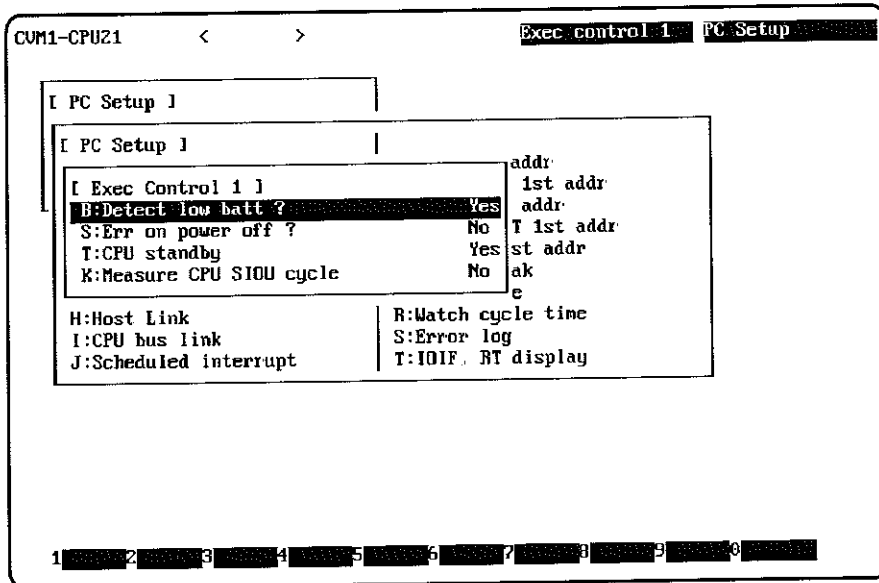 CVM1-CPU21 < > Exec control 1 PC Setup
[ PC Setup ]
[ PC Setup ]
addr
[ Exec Control 1 ] 1st addr
B:Detect low batt ? Yes addr
S:Err on power off ? No T 1st addr
T:CPU standby Yes st addr
K:Measure CPU SIOU cycle No ak
e
H:Host Link R:Watch cycle time
I:CPU bus link S:Error log
J:Scheduled interrupt T:IOIF, RT display
1 2 3 4 5 6 7 8 9 0